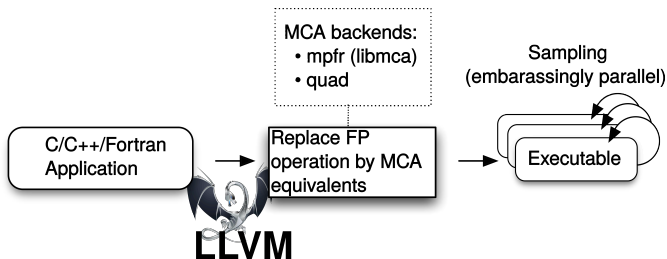 MCA backends:
• mpfr (libmca)
• quad
Sampling
(embarassingly parallel)
C/C++/Fortran
Application
Replace FP
operation by MCA
equivalents
Executable
LLVM